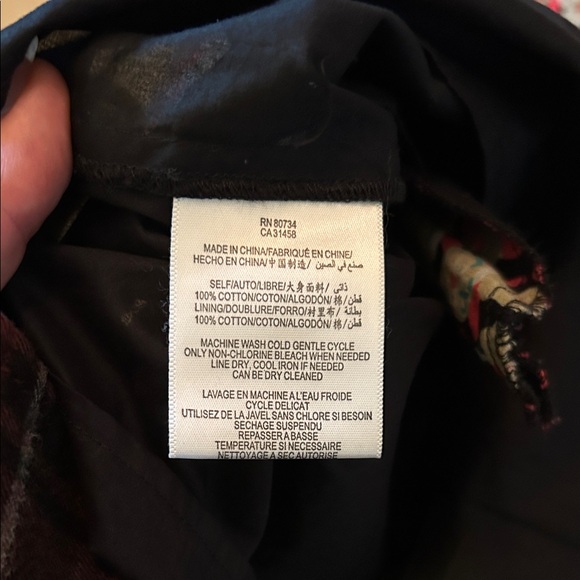 RN 80734
CA 31458
MADE IN CHINA/FABRIQUÉ EN CHINE/
HECHO EN CHINA/中国制造/ صنع في الصين
SELF/AUTO/LIBRE/大身面料/ ذاتي
100% COTTON/COTON/ALGODÓN/棉/ قطن
LINING/DOUBLURE/FORRO/村里布/ بطانة
100% COTTON/COTON/ALGODÓN/棉/ قطن
MACHINE WASH COLD GENTLE CYCLE
ONLY NON-CHLORINE BLEACH WHEN NEEDED
LINE DRY, COOL IRON IF NEEDED
CAN BE DRY CLEANED
LAVAGE EN MACHINE A L'EAU FROIDE
CYCLE DELICAT
UTILISEZ DE LA JAVEL SANS CHLORE SI BESOIN
SECHAGE SUSPENDU
REPASSER A BASSE
TEMPERATURE SI NECESSAIRE
NETTOYAGE A SEC AUTORISE